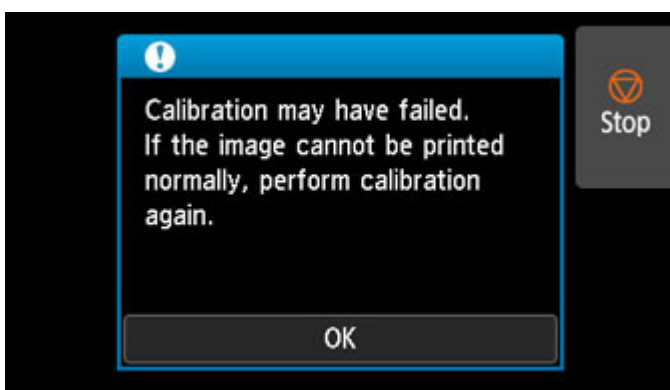 Calibration may have failed.
If the image cannot be printed
normally, perform calibration
again.
OK
Stop